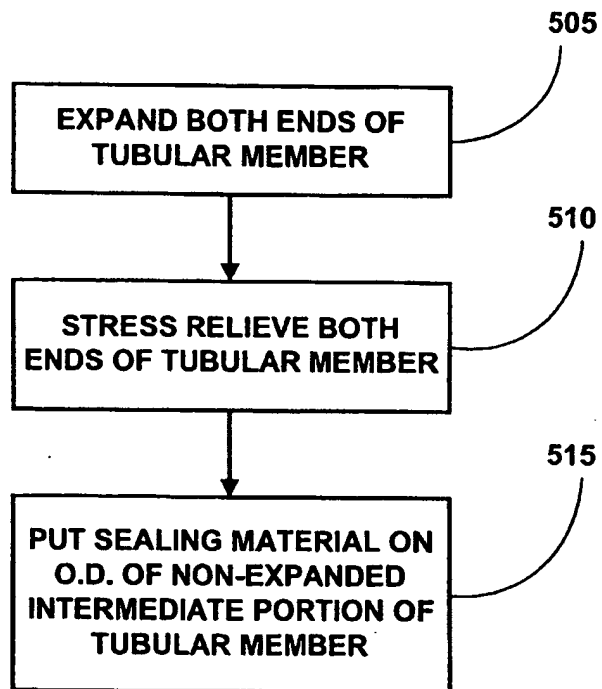 505
EXPAND BOTH ENDS OF
TUBULAR MEMBER
510
STRESS RELIEVE BOTH
ENDS OF TUBULAR MEMBER
515
PUT SEALING MATERIAL ON
O.D. OF NON-EXPANDED
INTERMEDIATE PORTION OF
TUBULAR MEMBER